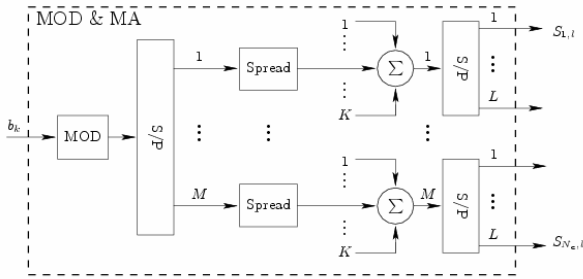 MOD & MA
b_k
MOD
S/P
1
Spread
1
...
...
K
Σ
1
S/P
1
...
L
S_{1,l}
...
...
...
M
Spread
1
...
...
K
Σ
M
S/P
1
...
L
S_{N_c,l}